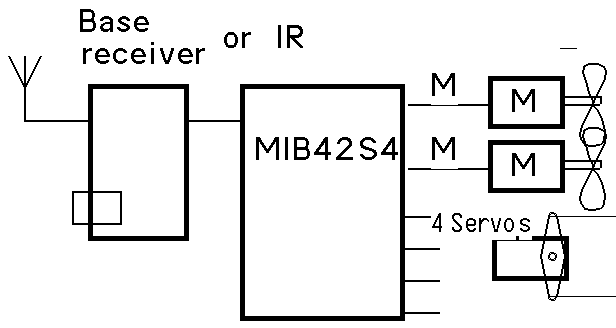 Base
receiver or IR
M
M
MIB42S4
M
M
4 Servos